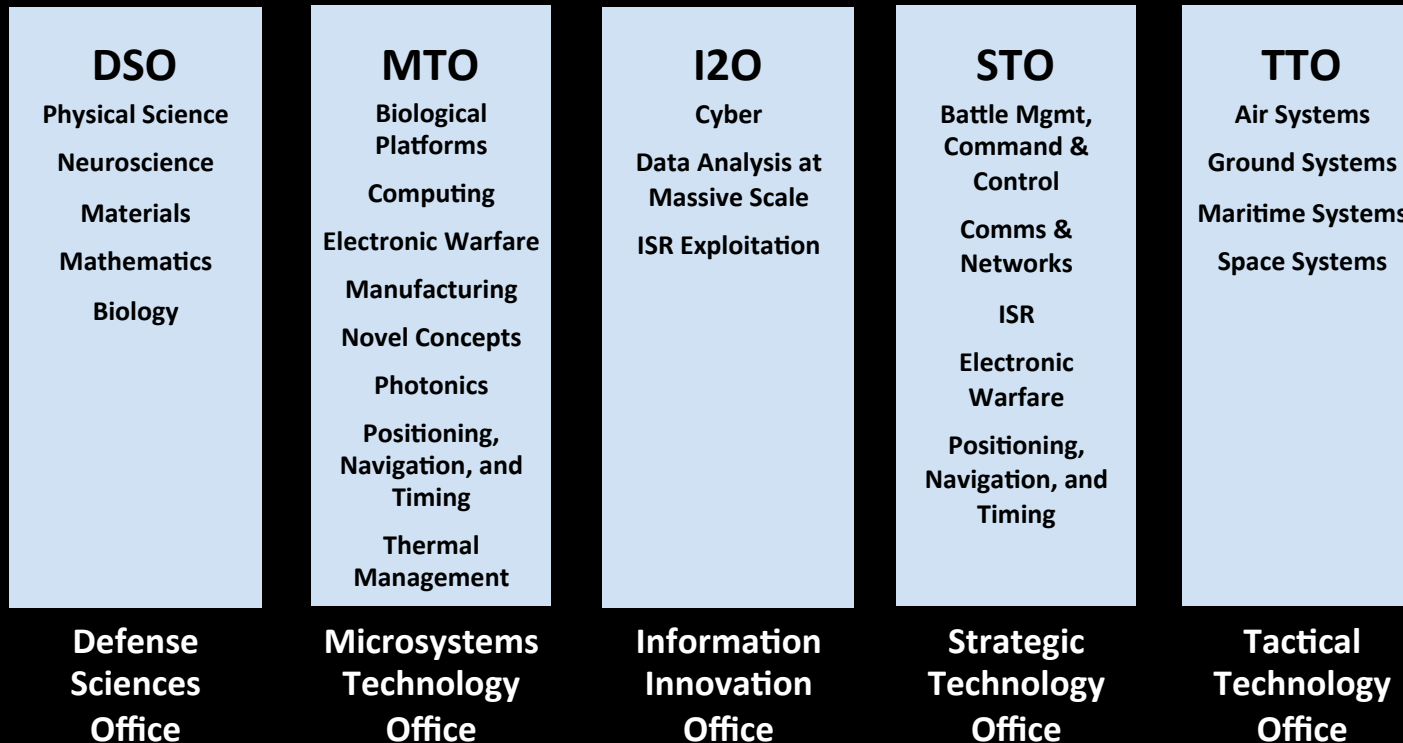 DSO
Physical Science
Neuroscience
Materials
Mathematics
Biology
Defense
Sciences
Office
MTO
Biological
Platforms
Computing
Electronic Warfare
Manufacturing
Novel Concepts
Photonics
Positioning,
Navigation, and
Timing
Thermal
Management
Microsystems
Technology
Office
I2O
Cyber
Data Analysis at
Massive Scale
ISR Exploitation
Information
Innovation
Office
STO
Battle Mgmt,
Command &
Control
Comms &
Networks
ISR
Electronic
Warfare
Positioning,
Navigation, and
Timing
Strategic
Technology
Office
TTO
Air Systems
Ground Systems
Maritime Systems
Space Systems
Tactical
Technology
Office